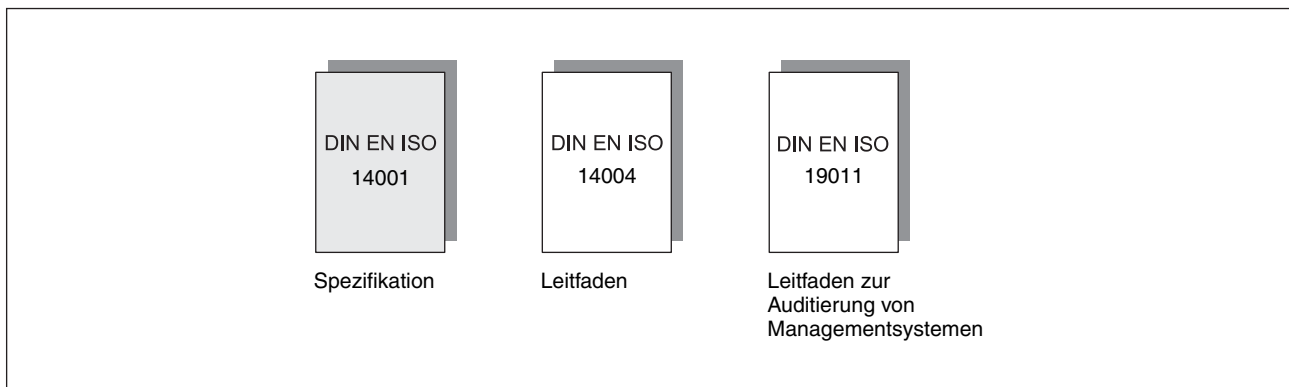 DIN EN ISO
14001
Spezifikation
DIN EN ISO
14004
Leitfaden
DIN EN ISO
19011
Leitfaden zur
Auditierung von
Managementsystemen